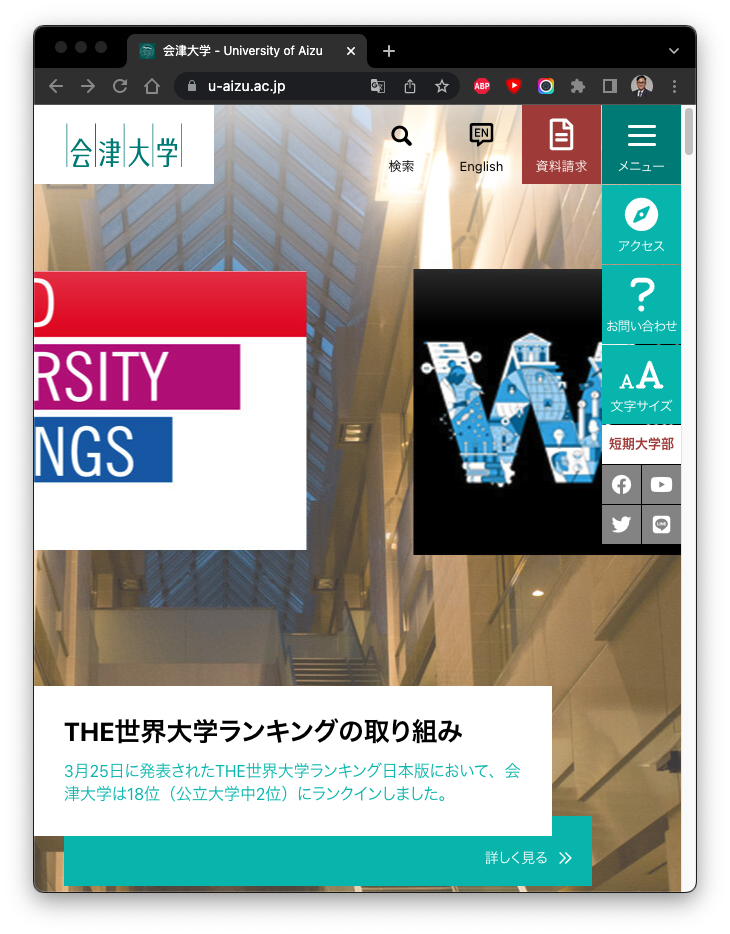 会津大学 - University of Aizu
u-aizu.ac.jp
ABP
会津大学
検索
EN
English
資料請求
メニュー
アクセス
?
お問い合わせ
AA
文字サイズ
短期大学部
LINE
RSITY
NGS
W
THE世界大学ランキングの取り組み
3月25日に発表されたTHE世界大学ランキング日本版において、会
津大学は18位（公立大学中2位）にランクインしました。
詳しく見る